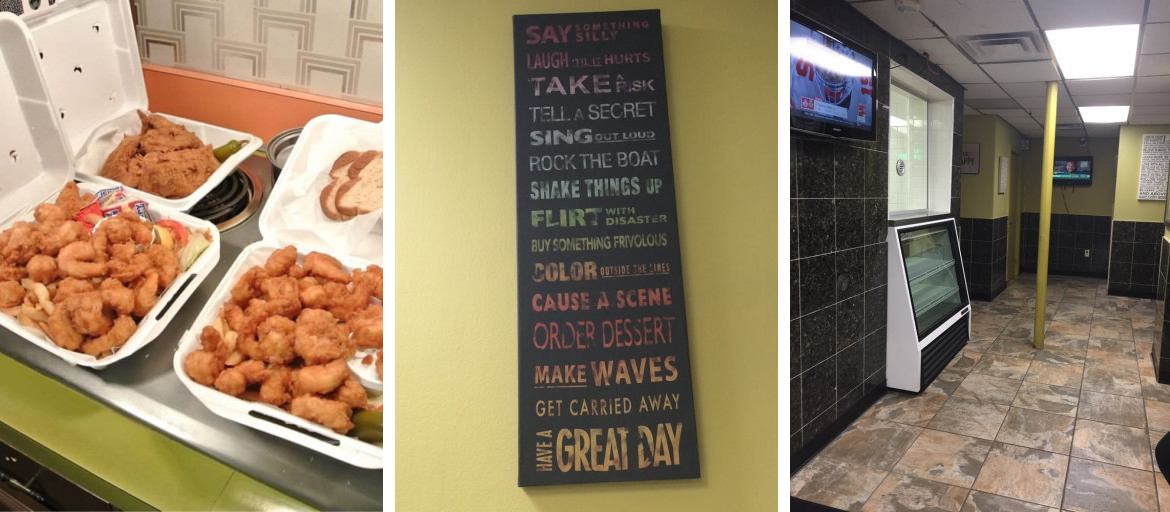 SAY SOMETHING SILLY
LAUGH 'TIL IT HURTS
TAKE A RISK
TELL A SECRET
SING OUT LOUD
ROCK THE BOAT
SHAKE THINGS UP
FLIRT WITH DISASTER
BUY SOMETHING FRIVOLOUS
COLOR OUTSIDE THE LINES
CAUSE A SCENE
ORDER DESSERT
MAKE WAVES
GET CARRIED AWAY
HAVE A GREAT DAY